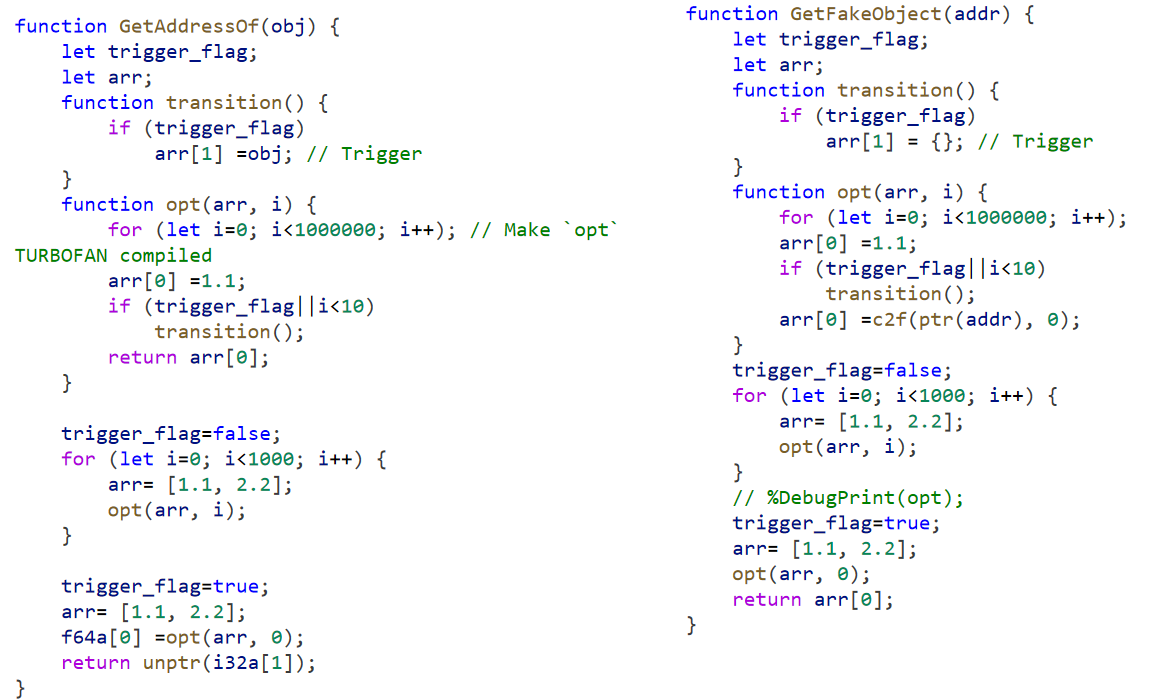 function GetAddressOf(obj) {
    let trigger_flag;
    let arr;
    function transition() {
        if (trigger_flag)
            arr[1] =obj; // Trigger
    }
    function opt(arr, i) {
        for (let i=0; i<1000000; i++); // Make `opt`
TURBOFAN compiled
        arr[0] =1.1;
        if (trigger_flag||i<10)
            transition();
        return arr[0];
    }

    trigger_flag=false;
    for (let i=0; i<1000; i++) {
        arr= [1.1, 2.2];
        opt(arr, i);
    }

    trigger_flag=true;
    arr= [1.1, 2.2];
    f64a[0] =opt(arr, 0);
    return unptr(i32a[1]);
}
function GetFakeObject(addr) {
    let trigger_flag;
    let arr;
    function transition() {
        if (trigger_flag)
            arr[1] = {}; // Trigger
    }
    function opt(arr, i) {
        for (let i=0; i<1000000; i++);
        arr[0] =1.1;
        if (trigger_flag||i<10)
            transition();
        arr[0] =c2f(ptr(addr), 0);
    }
    trigger_flag=false;
    for (let i=0; i<1000; i++) {
        arr= [1.1, 2.2];
        opt(arr, i);
    }
    // %DebugPrint(opt);
    trigger_flag=true;
    arr= [1.1, 2.2];
    opt(arr, 0);
    return arr[0];
}